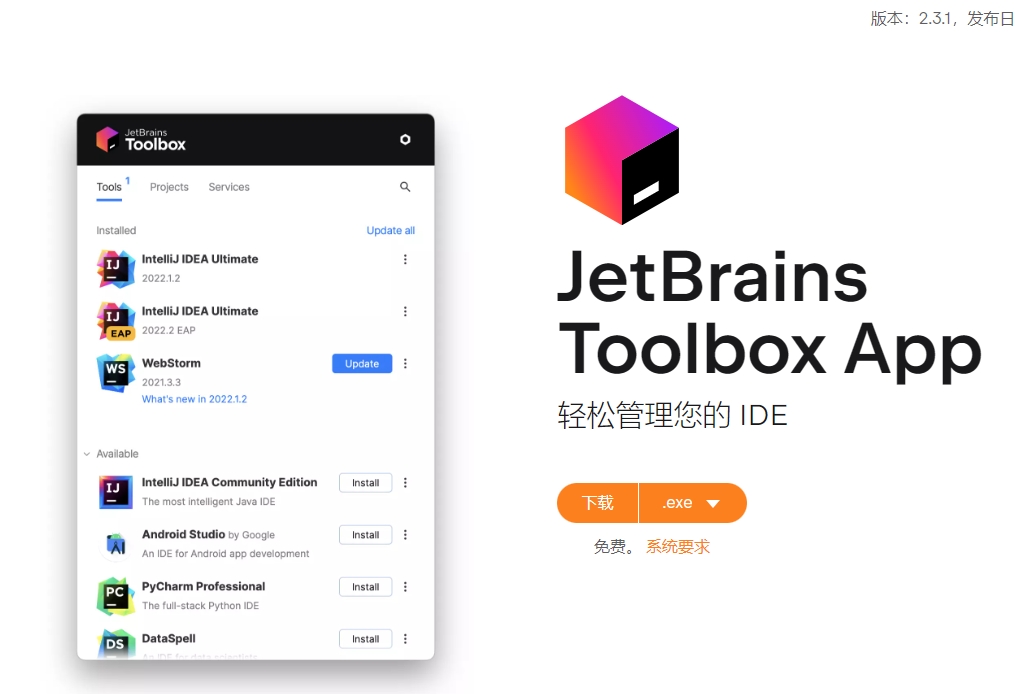 版本：2.3.1，发布日
JetBrains
Toolbox
Tools 1 Projects Services
Installed Update all
IJ
IntelliJ IDEA Ultimate
2022.1.2
IJ
EAP
IntelliJ IDEA Ultimate
2022.2 EAP
WS
WebStorm
Update
2021.3.3
What's new in 2022.1.2
Available
IJ
IntelliJ IDEA Community Edition
Install
The most intelligent Java IDE
Android Studio by Google
Install
An IDE for Android app development
PC
PyCharm Professional
Install
The full-stack Python IDE
DS
DataSpell
Install
An IDE for data scientists
JetBrains
Toolbox App
轻松管理您的 IDE
下载 .exe
免费。 系统要求